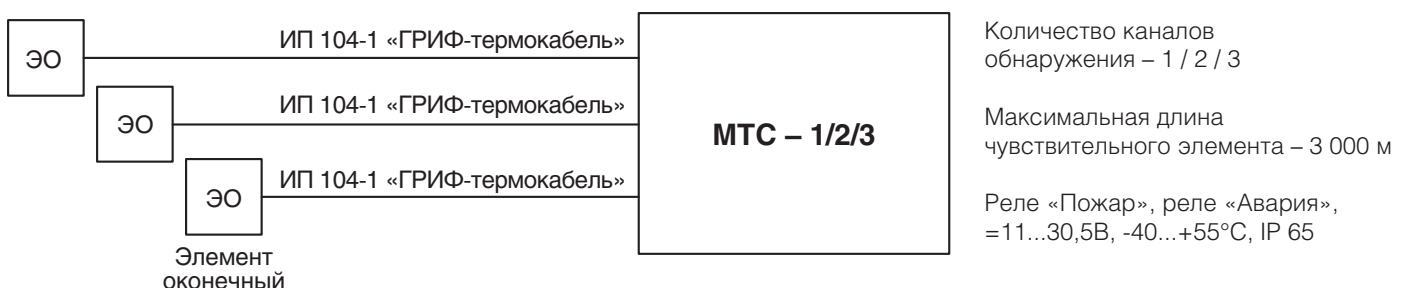 ЭО
ИП 104-1 «ГРИФ-термокабель»
ЭО
ИП 104-1 «ГРИФ-термокабель»
ЭО
ИП 104-1 «ГРИФ-термокабель»
Элемент
оконечный
МТС – 1/2/3
Количество каналов
обнаружения – 1 / 2 / 3
Максимальная длина
чувствительного элемента – 3 000 м
Реле «Пожар», реле «Авария»,
=11...30,5В, -40...+55°С, IP 65